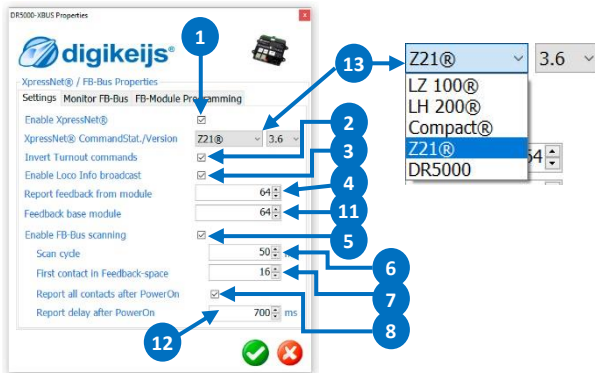 DR5000-XBUS Properties
x
digikeijs®
1
XpressNet® / FB-Bus Properties
Settings Monitor FB-Bus FB-Module Programming
13
Z21® 3.6
LZ 100®
LH 200®
Compact®
Z21®
DR5000
64
Enable XpressNet®
XpressNet® CommandStat./Version Z21® 3.6
2
Invert Turnout commands
3
Enable Loco Info broadcast
4
Report feedback from module 64
Feedback base module 64
11
Enable FB-Bus scanning
5
Scan cycle 50
6
First contact in Feedback-space 16
7
Report all contacts after PowerOn
8
Report delay after PowerOn 700 ms
12